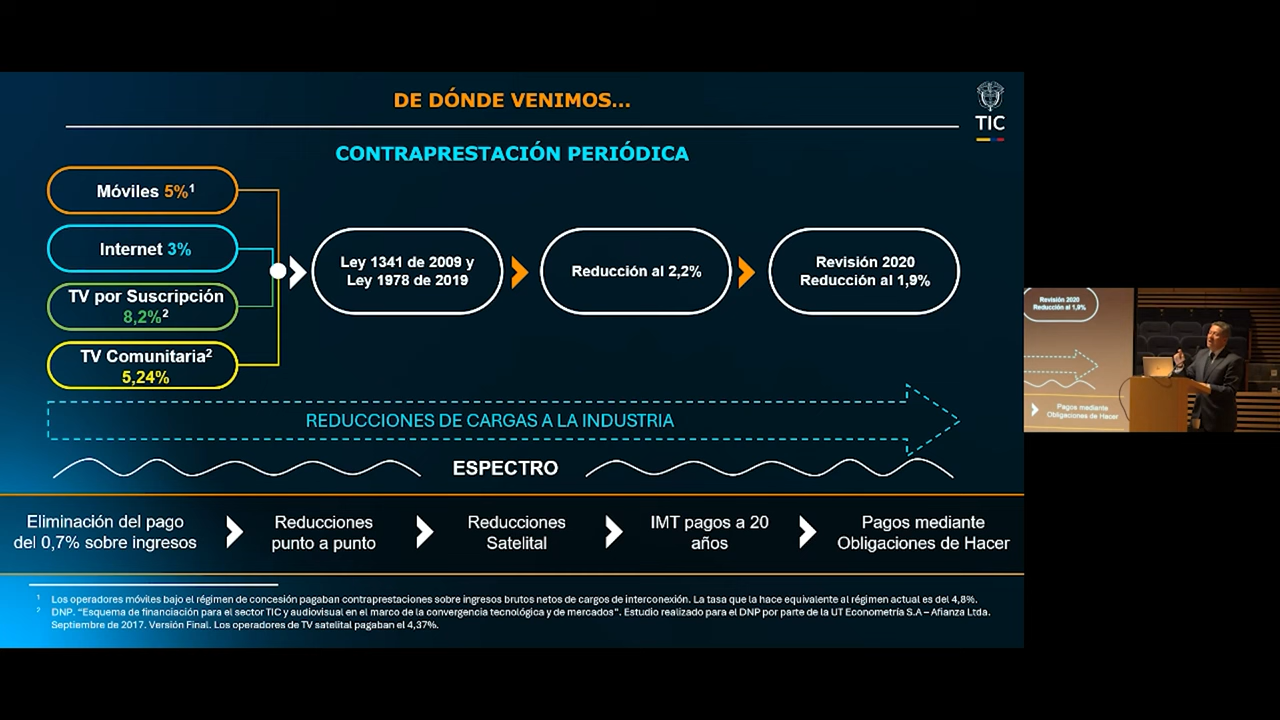 DE DÓNDE VENIMOS...
TIC
CONTRAPRESTACIÓN PERIÓDICA
Móviles 5%¹
Internet 3%
TV por Suscripción
8,2%²
TV Comunitaria²
5,24%
Ley 1341 de 2009 y
Ley 1978 de 2019
Reducción al 2,2%
Revisión 2020
Reducción al 1,9%
REDUCCIONES DE CARGAS A LA INDUSTRIA
ESPECTRO
Eliminación del pago
del 0,7% sobre ingresos
Reducciones
punto a punto
Reducciones
Satelital
IMT pagos a 20
años
Pagos mediante
Obligaciones de Hacer
¹ Los operadores móviles bajo el régimen de concesión pagaban contraprestaciones sobre ingresos brutos netos de cargos de interconexión. La tasa que la hace equivalente al régimen actual es del 4,8%.
² DNP. “Esquema de financiación para el sector TIC y audiovisual en el marco de la convergencia tecnológica y de mercados”. Estudio realizado para el DNP por parte de la UT Econometría S.A – Afianza Ltda.
Septiembre de 2017. Versión Final. Los operadores de TV satelital pagaban el 4,37%.
Revisión 2020
Reducción al 1,9%
Pagos mediante
Obligaciones de Hacer